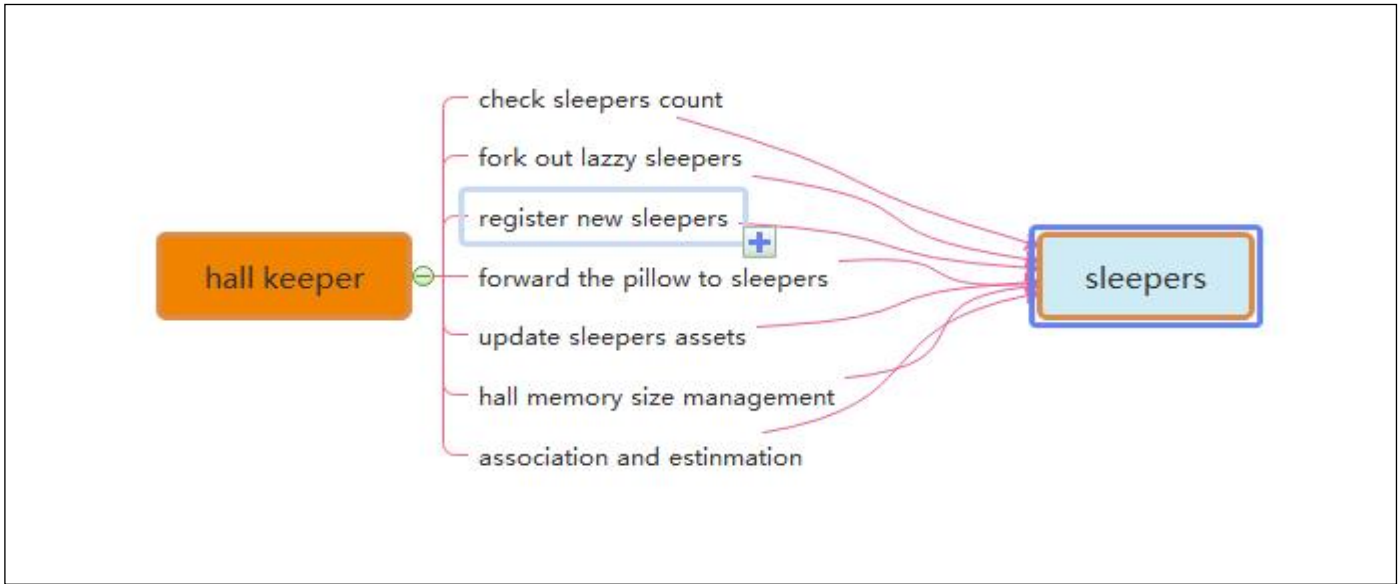 check sleepers count
fork out lazzy sleepers
register new sleepers
hall keeper
forward the pillow to sleepers
sleepers
update sleepers assets
hall memory size management
association and estinmation